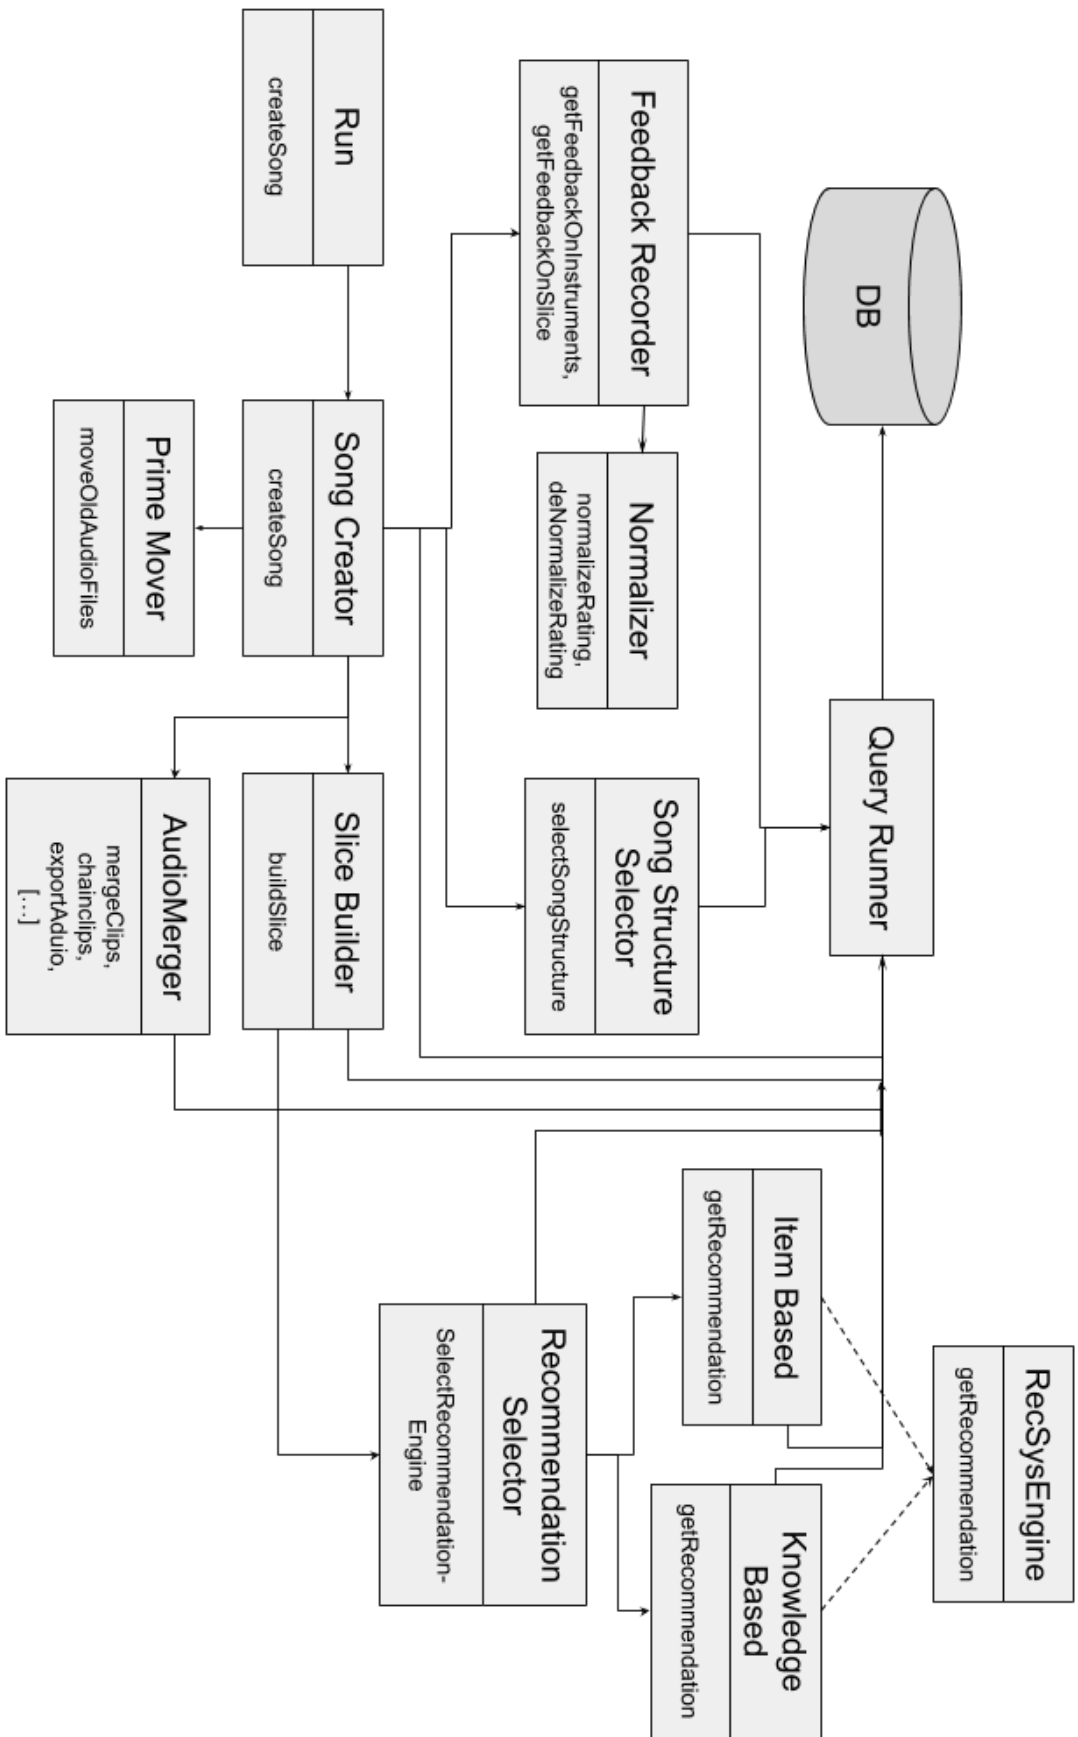 DB
Query Runner
RecSysEngine
getRecommendation
Feedback Recorder
getFeedbackOnInstruments,
getFeedbackOnSlice
Normalizer
normalizeRating,
deNormalizeRating
Song Structure
Selector
selectSongStructure
Item Based
getRecommendation
Knowledge
Based
getRecommendation
Run
createSong
Song Creator
createSong
Slice Builder
buildSlice
Recommendation
Selector
SelectRecommendation-
Engine
Prime Mover
moveOldAudioFiles
AudioMerger
mergeClips,
chainclips,
exportAduio,
[...]